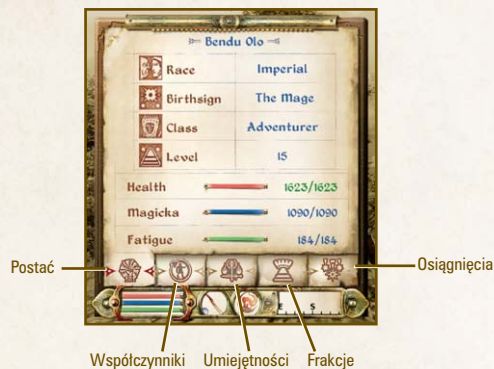 Bendu Olo
Race Imperial
Birthsign The Mage
Class Adventurer
Level 15
Health 1623/1623
Magicka 1090/1090
Fatigue 184/184
Postać
Osiągnięcia
E S
Współczynniki Umiejętności Frakcje